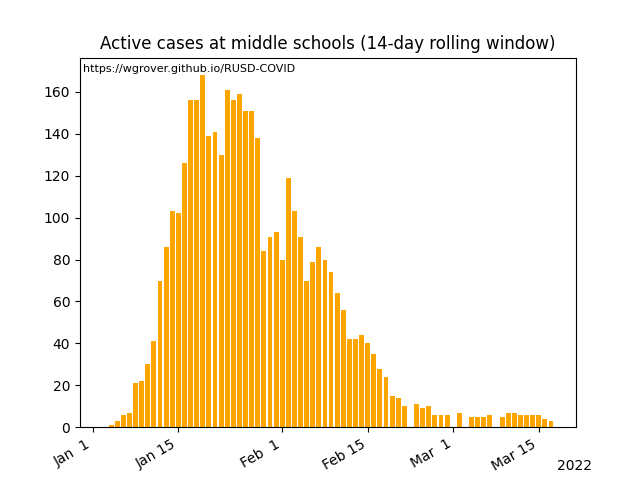 Active cases at middle schools (14-day rolling window)
https://wgrover.github.io/RUSD-COVID
160
140
120
100
80
60
40
20
0
Jan 1
Jan 15
Feb 1
Feb 15
Mar 1
Mar 15
2022